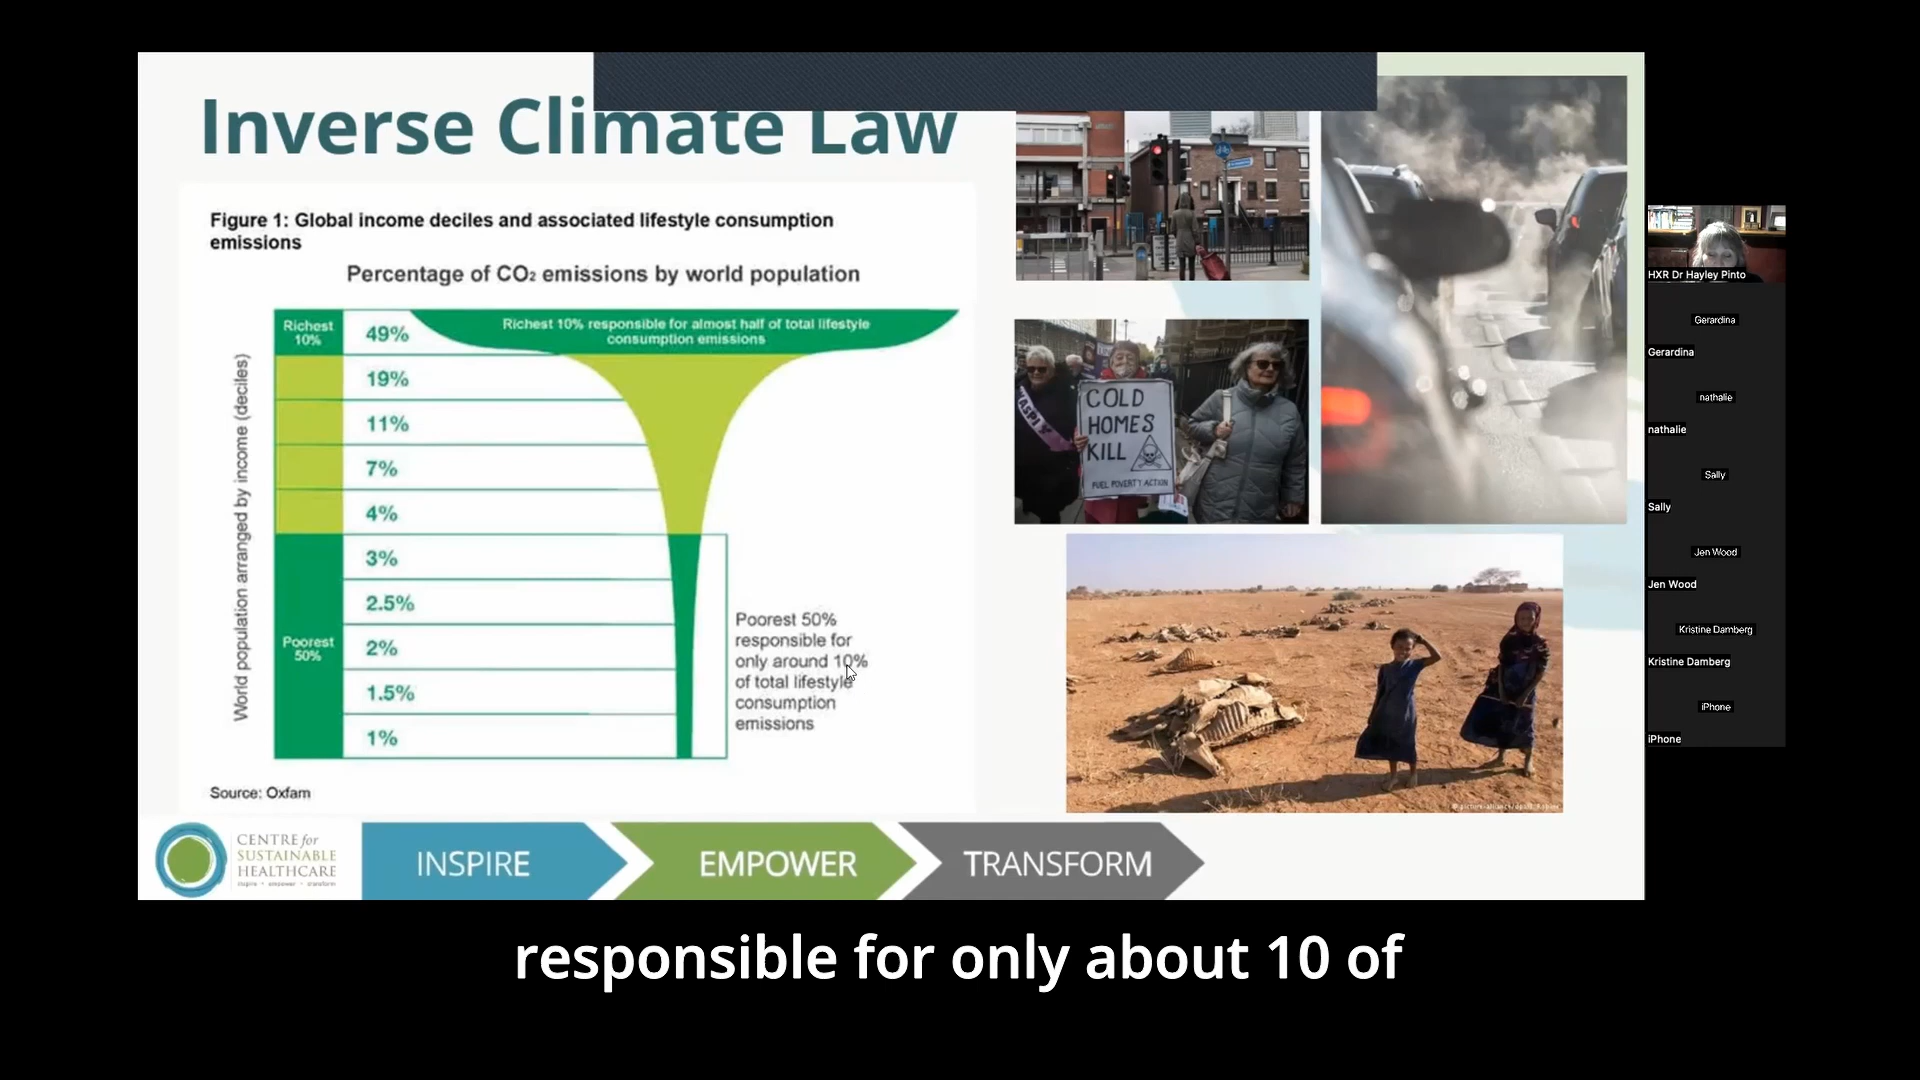 Inverse Climate Law
Figure 1: Global income deciles and associated lifestyle consumption
emissions
Percentage of CO₂ emissions by world population
World population arranged by income (deciles)
Richest
10%
49%
Richest 10% responsible for almost half of total lifestyle
consumption emissions
19%
11%
7%
4%
3%
2.5%
Poorest
50%
2%
1.5%
1%
Poorest 50%
responsible for
only around 10%
of total lifestyle
consumption
emissions
Source: Oxfam
COLD
HOMES
KILL
FUEL POVERTY ACTION
CENTRE for
SUSTAINABLE
HEALTHCARE
inspire • empower • transform
INSPIRE
EMPOWER
TRANSFORM
HXR Dr Hayley Pinto
Gerardina
Gerardina
nathalie
nathalie
Sally
Sally
Jen Wood
Jen Wood
Kristine Damberg
Kristine Damberg
iPhone
iPhone
responsible for only about 10 of